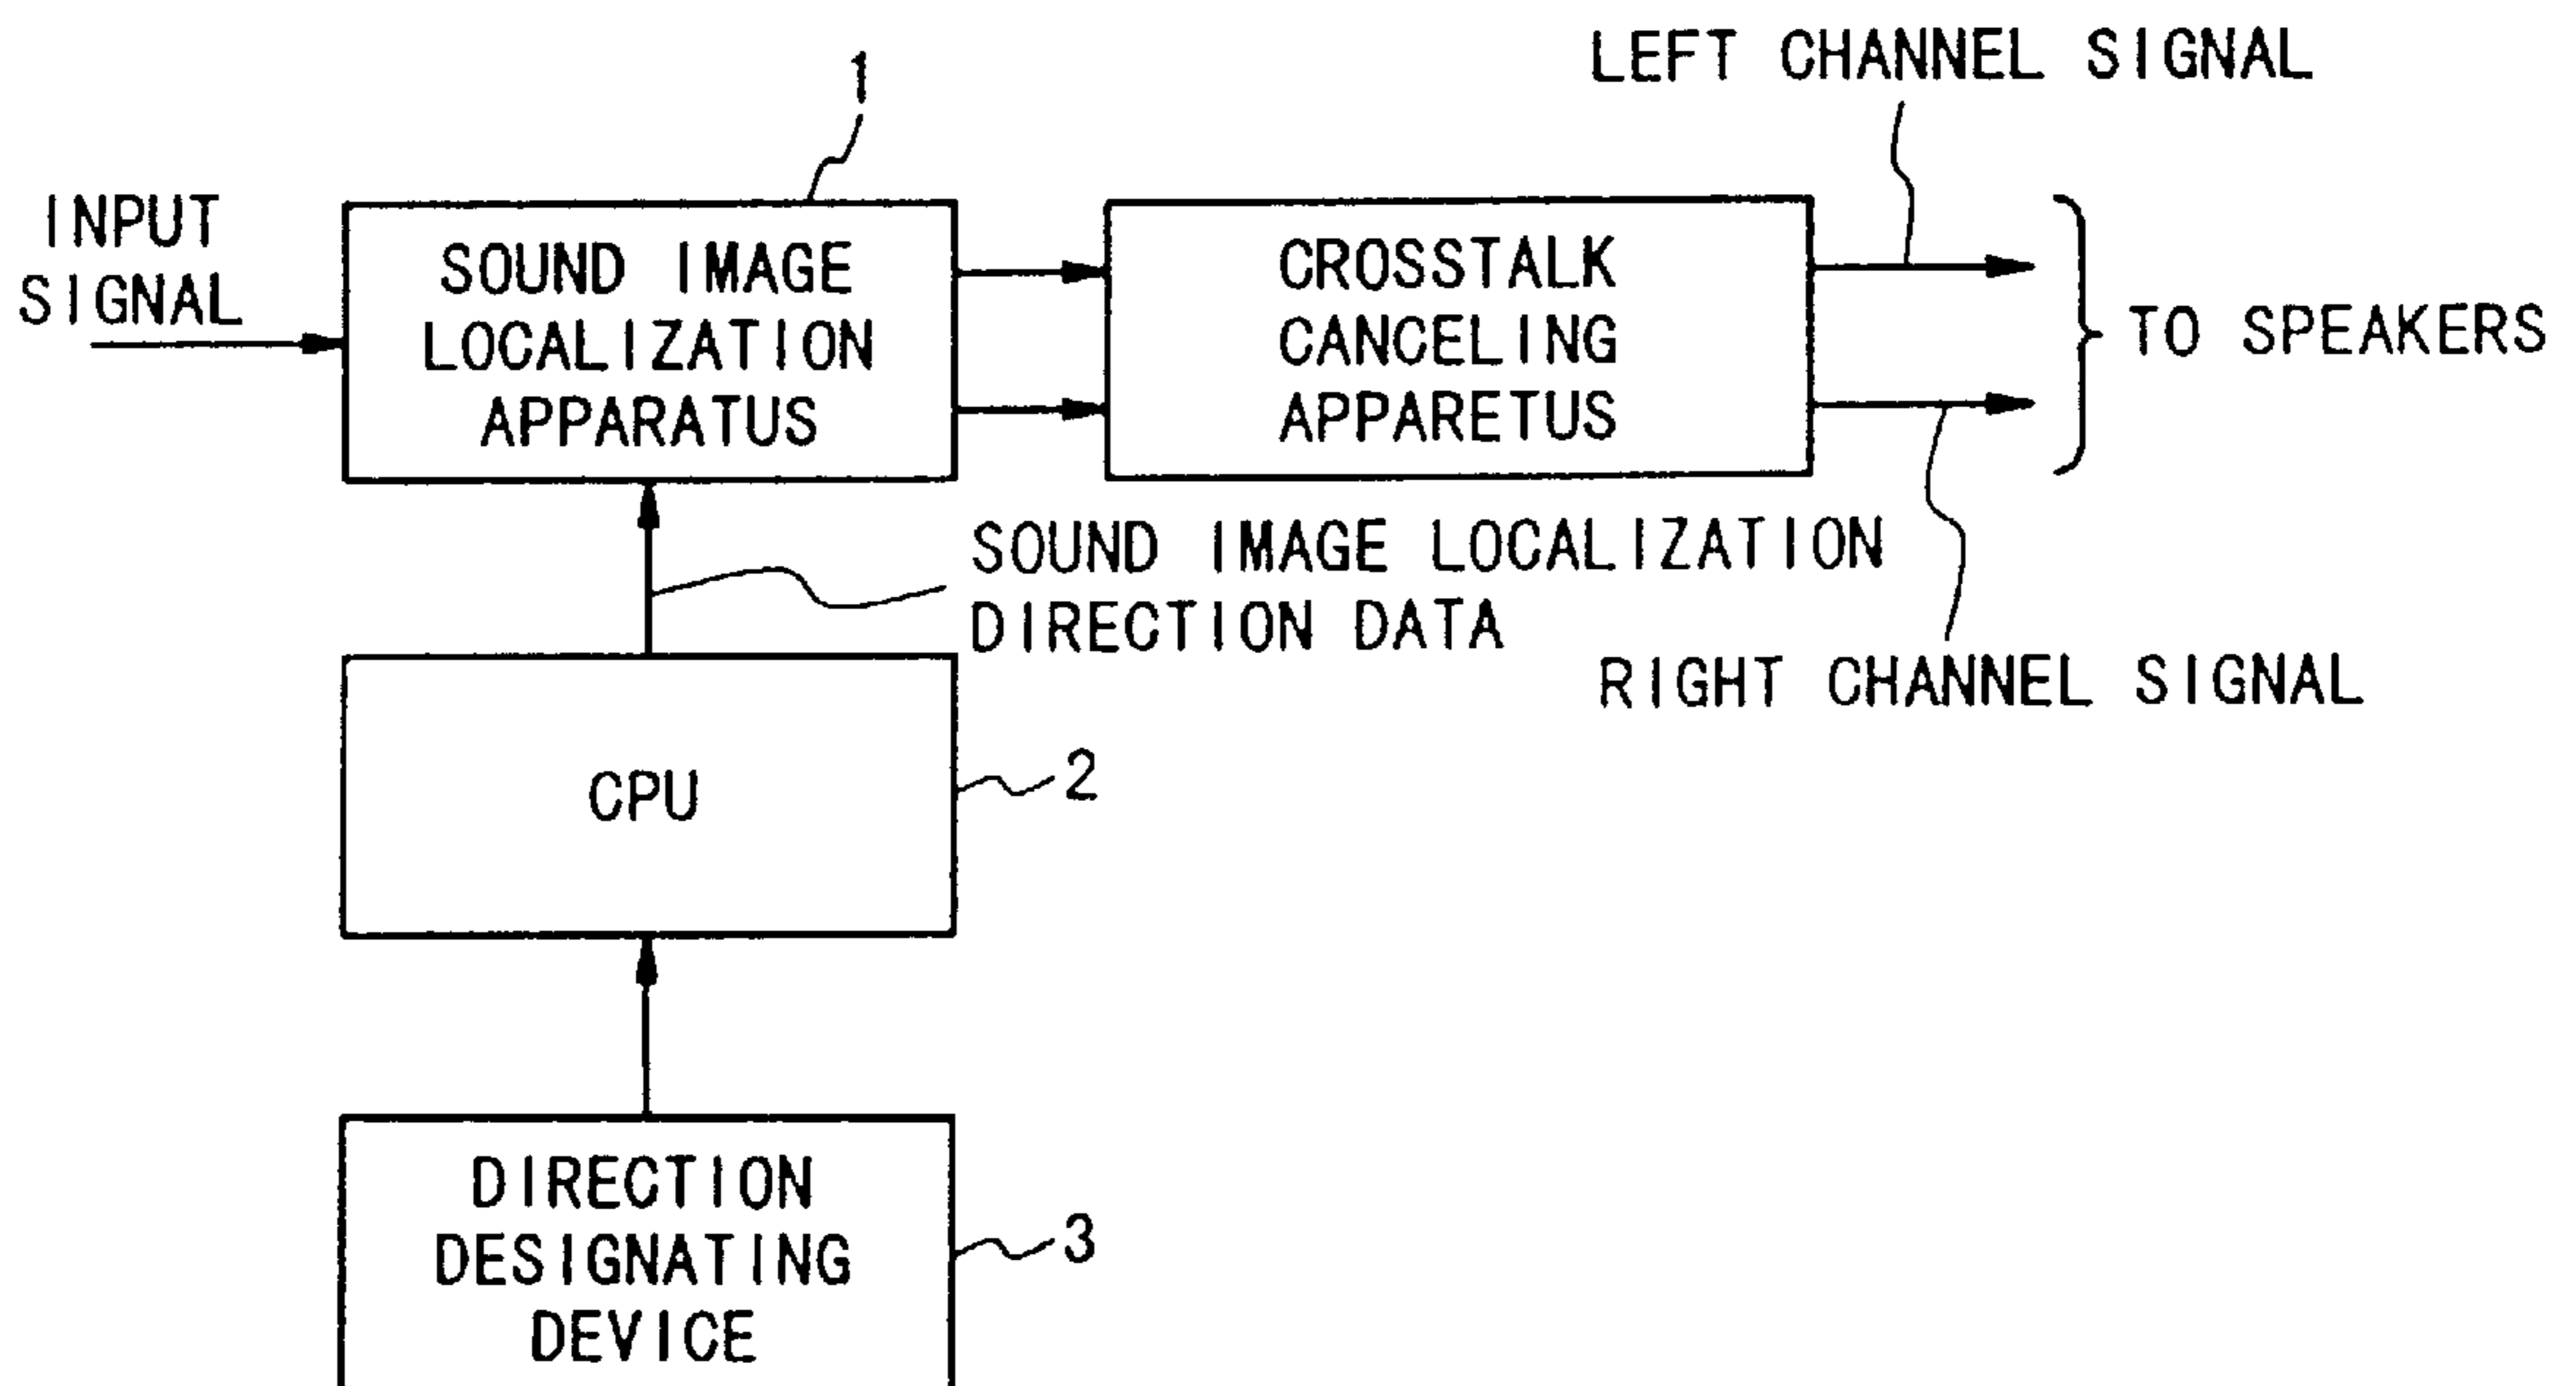 LEFT CHANNEL SIGNAL
1
INPUT
SIGNAL
SOUND IMAGE
LOCALIZATION
APPARATUS
CROSSTALK
CANCELING
APPARETUS
TO SPEAKERS
SOUND IMAGE LOCALIZATION
DIRECTION DATA
RIGHT CHANNEL SIGNAL
CPU
2
DIRECTION
DESIGNATING
DEVICE
3